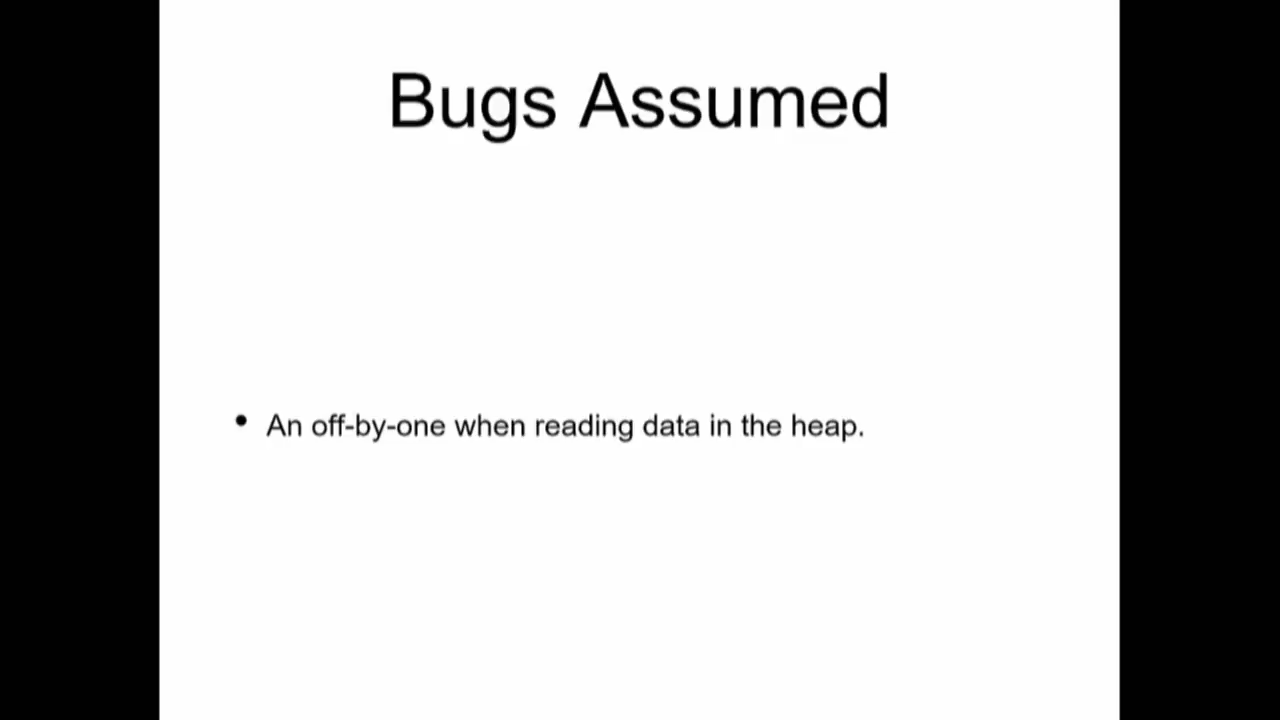 Bugs Assumed
• An off-by-one when reading data in the heap.